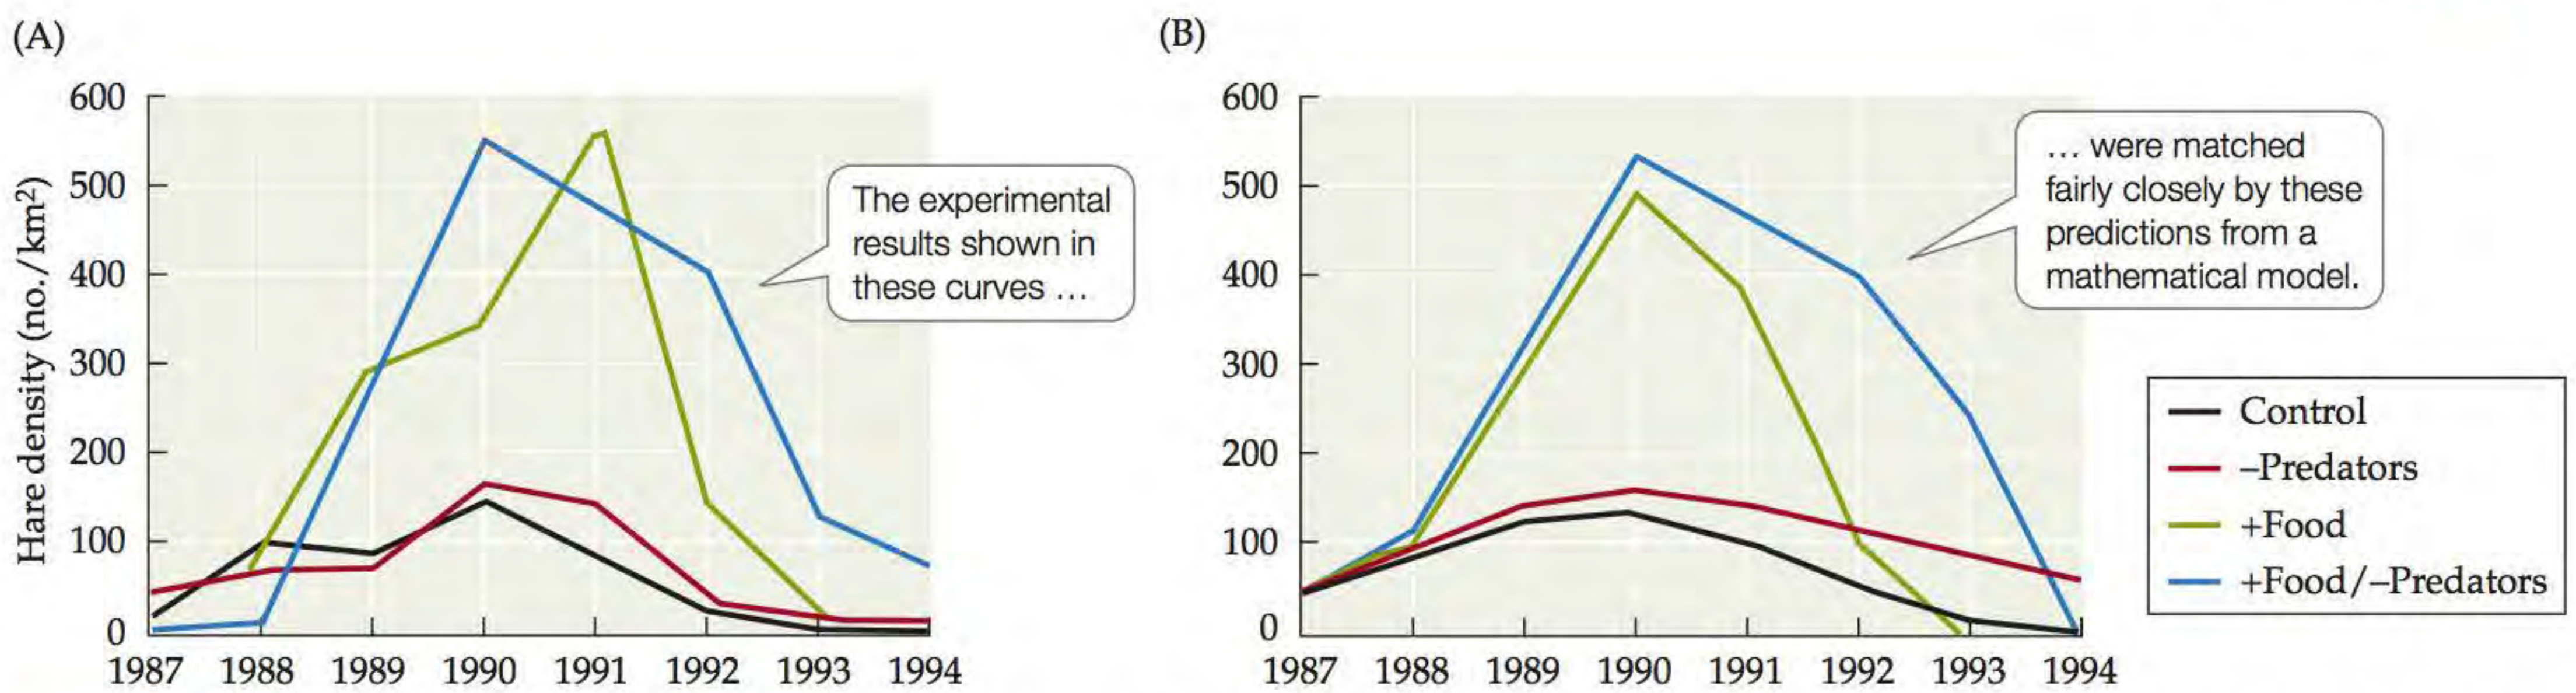 (A)
Hare density (no./km²)
600
500
400
300
200
100
0
1987 1988 1989 1990 1991 1992 1993 1994
The experimental
results shown in
these curves ...
(B)
600
500
400
300
200
100
0
1987 1988 1989 1990 1991 1992 1993 1994
... were matched
fairly closely by these
predictions from a
mathematical model.
Control
–Predators
+Food
+Food/–Predators